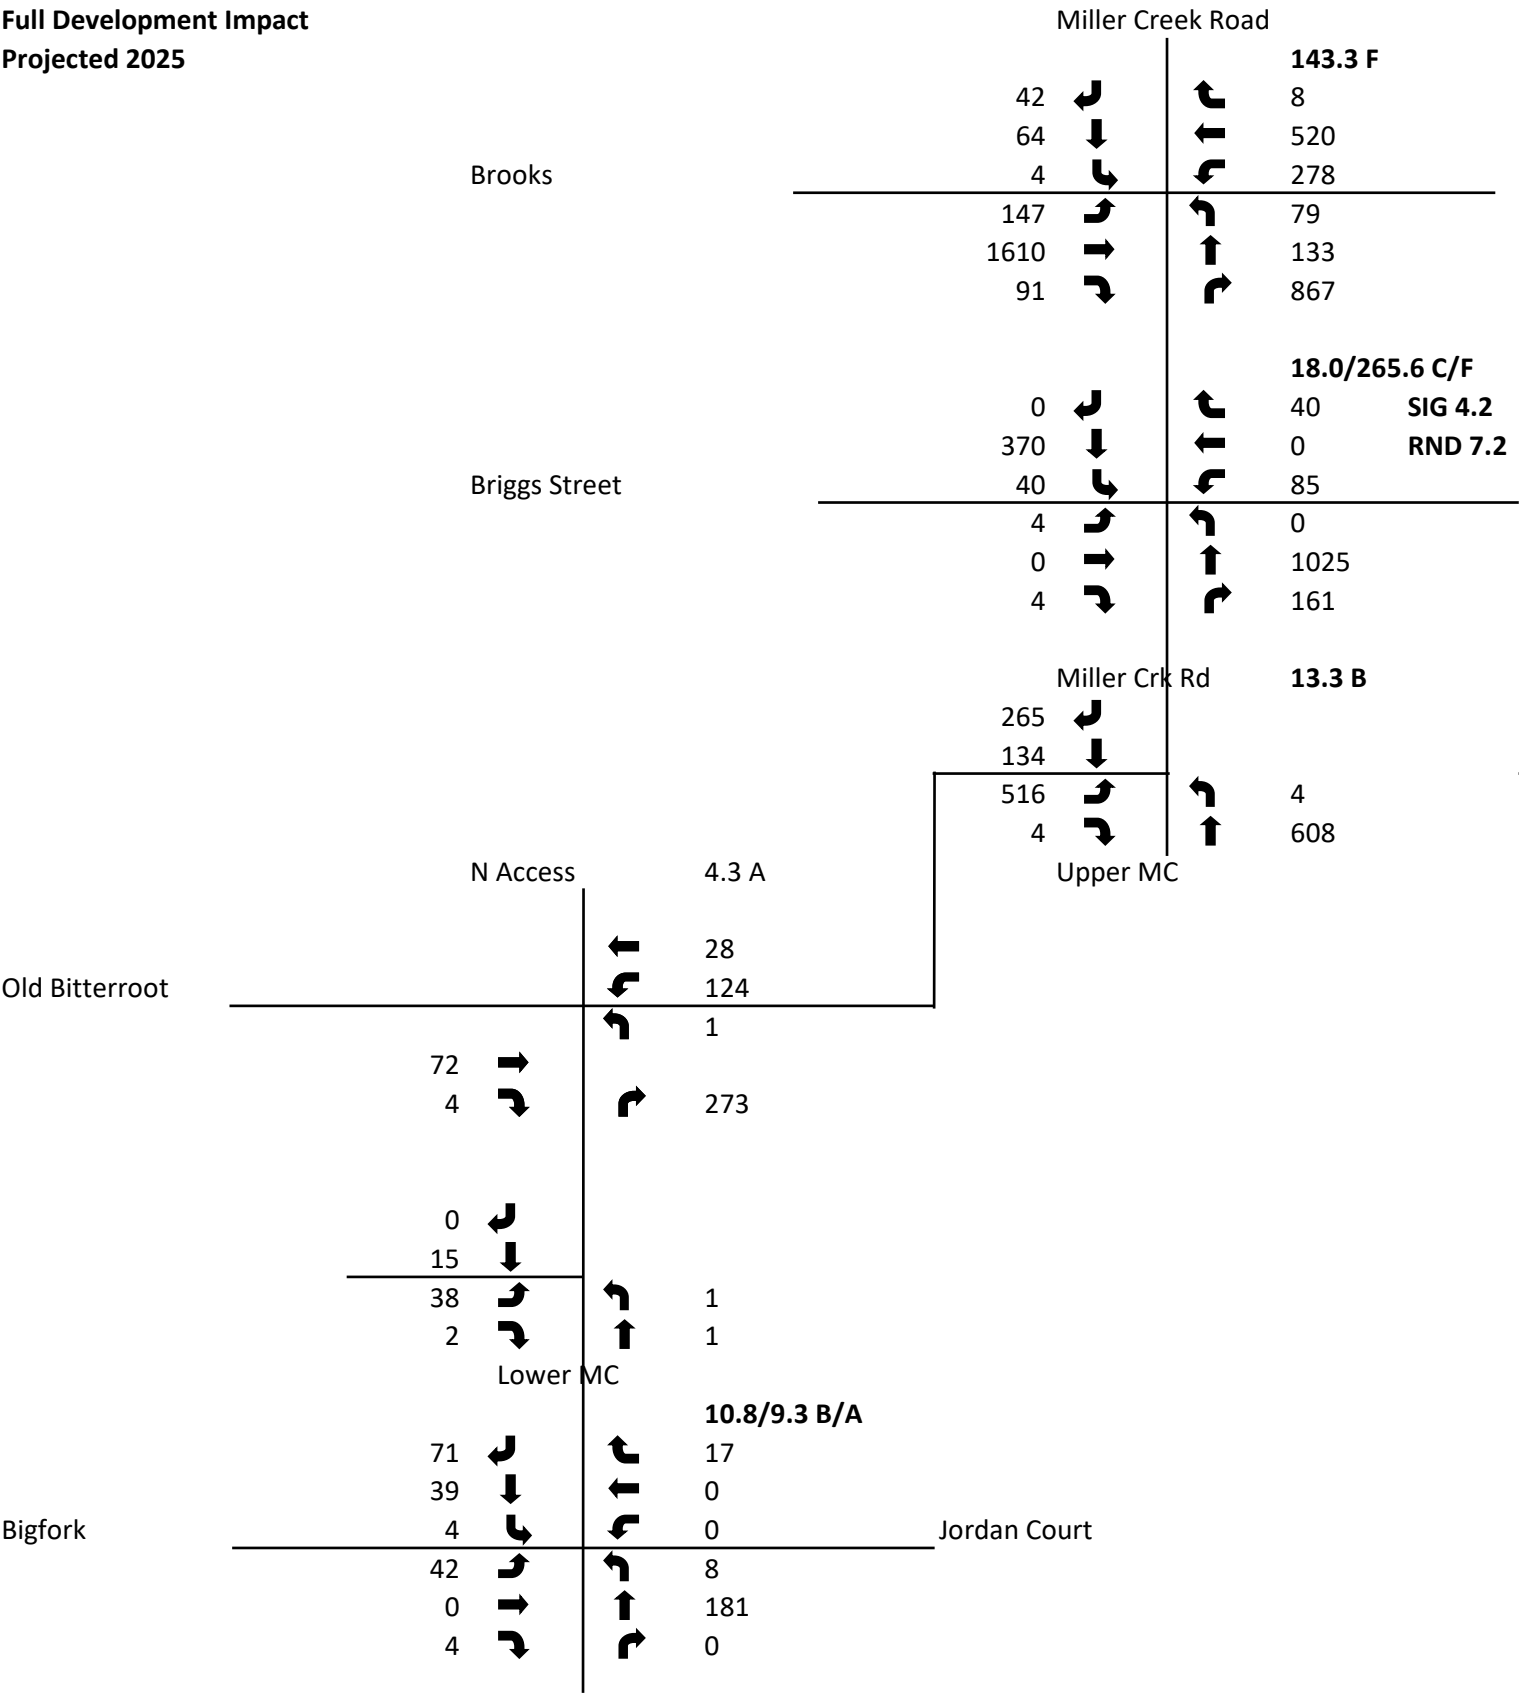 Full Development Impact
Miller Creek Road
Projected 2025
143.3 F
42 8
64 520
Brooks 4 278
147 79
1610 133
91 867
18.0/265.6 C/F
0 40 SIG 4.2
370 0 RND 7.2
Briggs Street 40 85
4 0
0 1025
4 161
Miller Crk Rd 13.3 B
265
134
516 4
4 608
N Access 4.3 A Upper MC
28
Old Bitterroot 124
1
72
4 273
0
15
38 1
2 1
Lower MC
10.8/9.3 B/A
71 17
39 0
Bigfork 4 0 Jordan Court
42 8
0 181
4 0